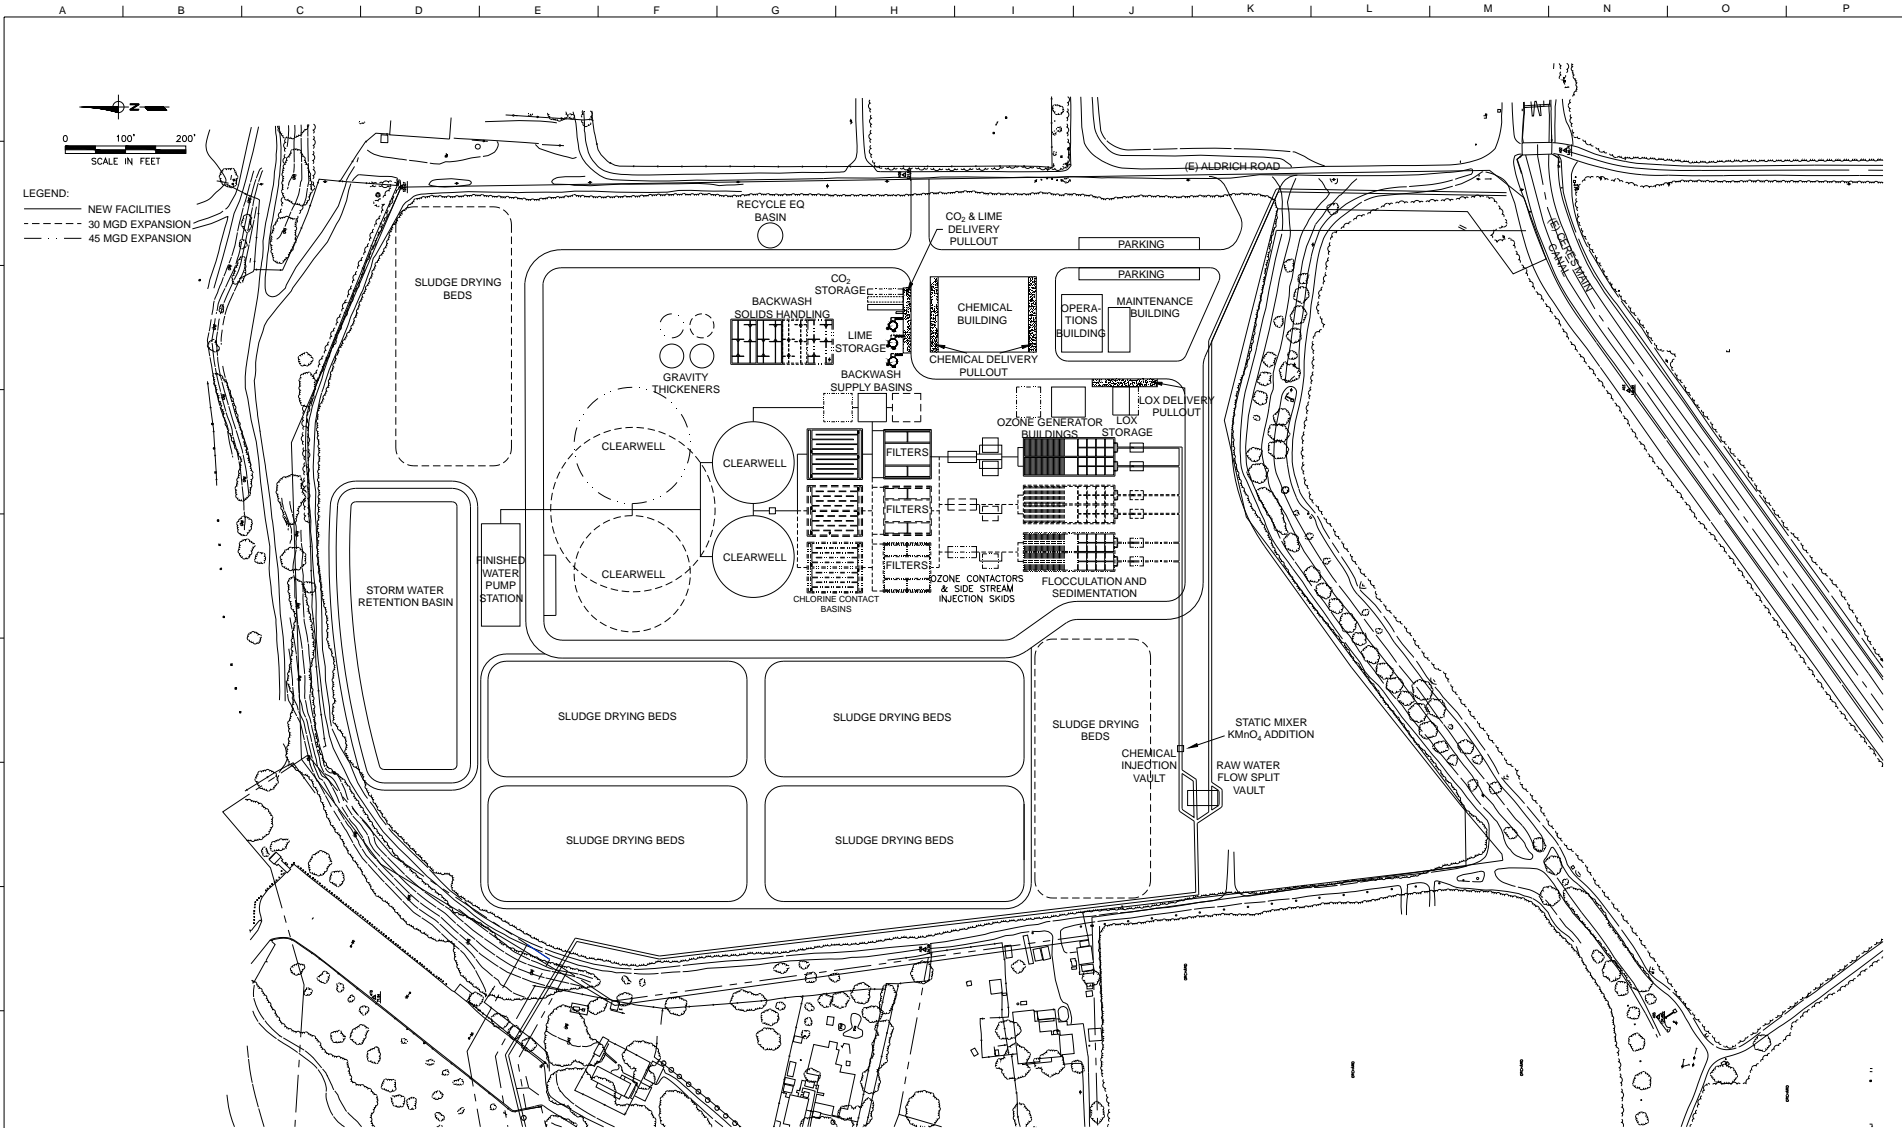 A B C D E F G H I J K L M N O P
N
0 100' 200'
SCALE IN FEET
LEGEND:
NEW FACILITIES
30 MGD EXPANSION
45 MGD EXPANSION
(E) ALDRICH ROAD
(E) CERES MAIN
CANAL
RECYCLE EQ
BASIN
CO2 & LIME
DELIVERY
PULLOUT
PARKING
PARKING
SLUDGE DRYING
BEDS
CO2
STORAGE
BACKWASH
SOLIDS HANDLING
LIME
STORAGE
CHEMICAL
BUILDING
OPERA-
TIONS
BUILDING
MAINTENANCE
BUILDING
CHEMICAL DELIVERY
PULLOUT
GRAVITY
THICKENERS
BACKWASH
SUPPLY BASINS
LOX DELIVERY
PULLOUT
OZONE GENERATOR
BUILDINGS
LOX
STORAGE
CLEARWELL
CLEARWELL
FILTERS
FILTERS
CLEARWELL
CLEARWELL
FILTERS
FINISHED
WATER
PUMP
STATION
STORM WATER
RETENTION BASIN
CHLORINE CONTACT
BASINS
OZONE CONTACTORS
& SIDE STREAM
INJECTION SKIDS
FLOCCULATION AND
SEDIMENTATION
SLUDGE DRYING BEDS
SLUDGE DRYING BEDS
SLUDGE DRYING
BEDS
STATIC MIXER
KMnO4 ADDITION
CHEMICAL
INJECTION
VAULT
RAW WATER
FLOW SPLIT
VAULT
SLUDGE DRYING BEDS
SLUDGE DRYING BEDS